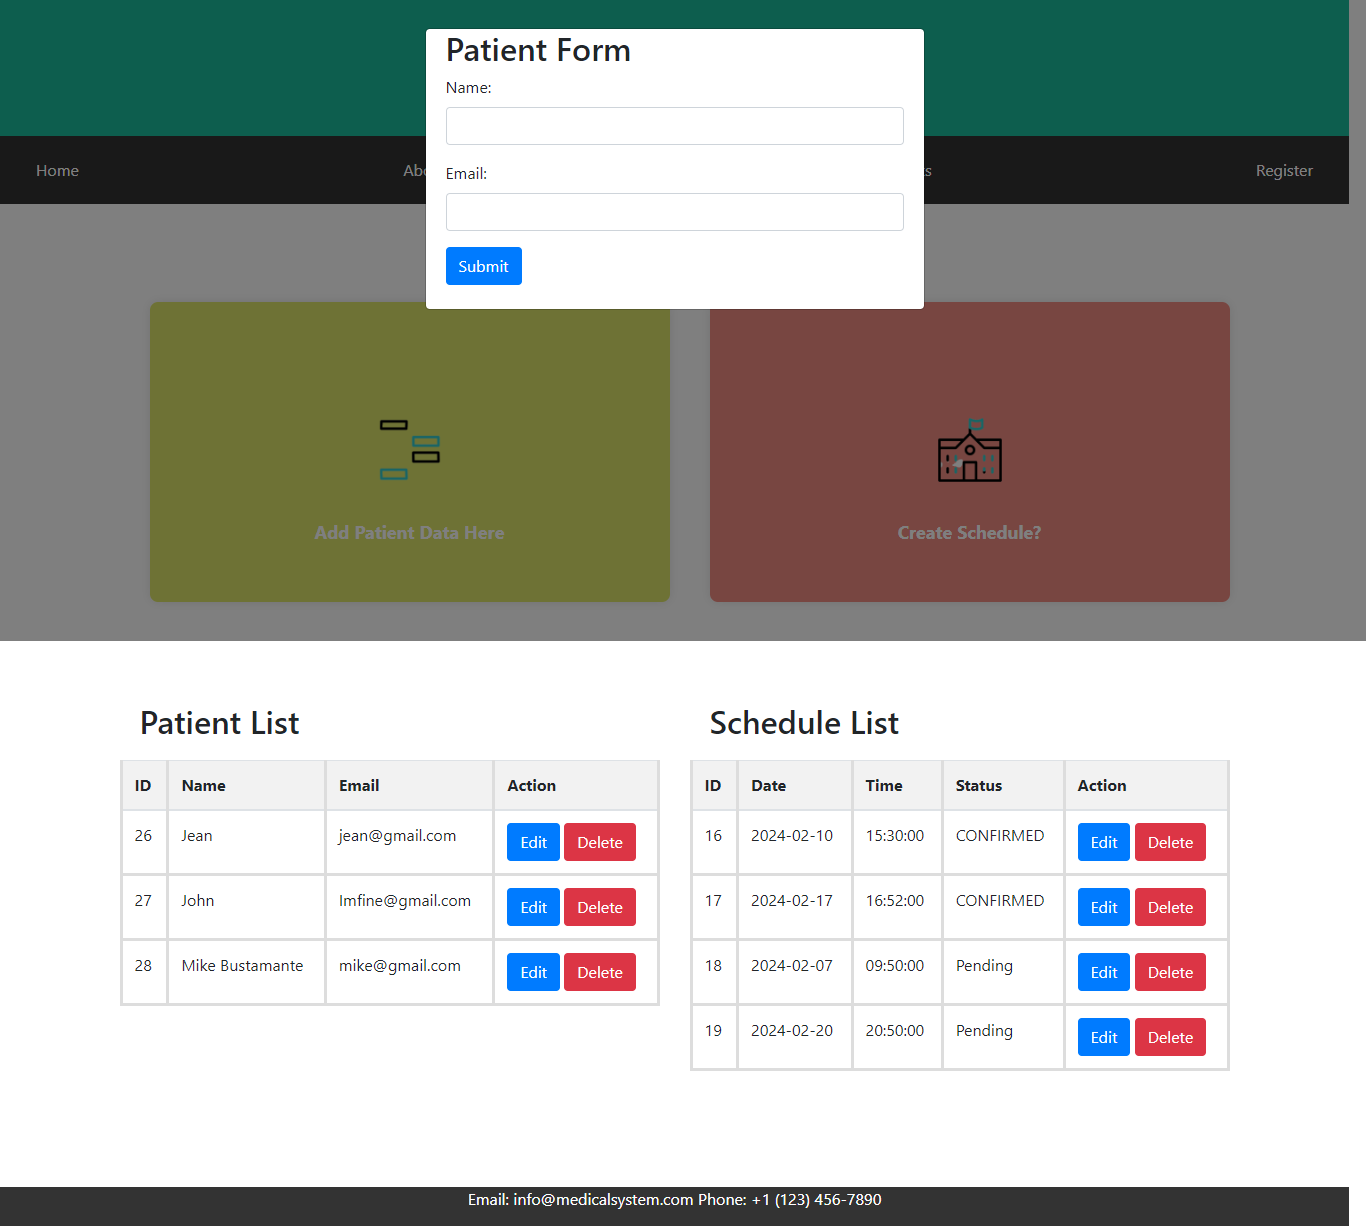 Patient Form
Name:
Home
Register
Email:
Submit
Add Patient Data Here
Create Schedule?
Patient List
Schedule List
ID Name Email Action
26 Jean jean@gmail.com Edit Delete
27 John Imfine@gmail.com Edit Delete
28 Mike Bustamante mike@gmail.com Edit Delete
ID Date Time Status Action
16 2024-02-10 15:30:00 CONFIRMED Edit Delete
17 2024-02-17 16:52:00 CONFIRMED Edit Delete
18 2024-02-07 09:50:00 Pending Edit Delete
19 2024-02-20 20:50:00 Pending Edit Delete
Email: info@medicalsystem.com Phone: +1 (123) 456-7890